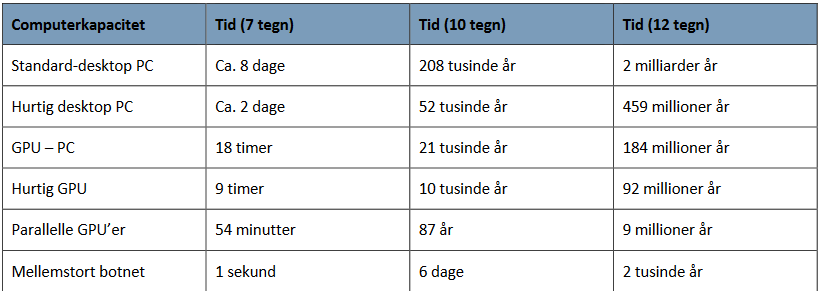 Computerkapacitet Tid (7 tegn) Tid (10 tegn) Tid (12 tegn)
Standard-desktop PC Ca. 8 dage 208 tusinde år 2 milliarder år
Hurtig desktop PC Ca. 2 dage 52 tusinde år 459 millioner år
GPU – PC 18 timer 21 tusinde år 184 millioner år
Hurtig GPU 9 timer 10 tusinde år 92 millioner år
Parallelle GPU’er 54 minutter 87 år 9 millioner år
Mellemstort botnet 1 sekund 6 dage 2 tusinde år